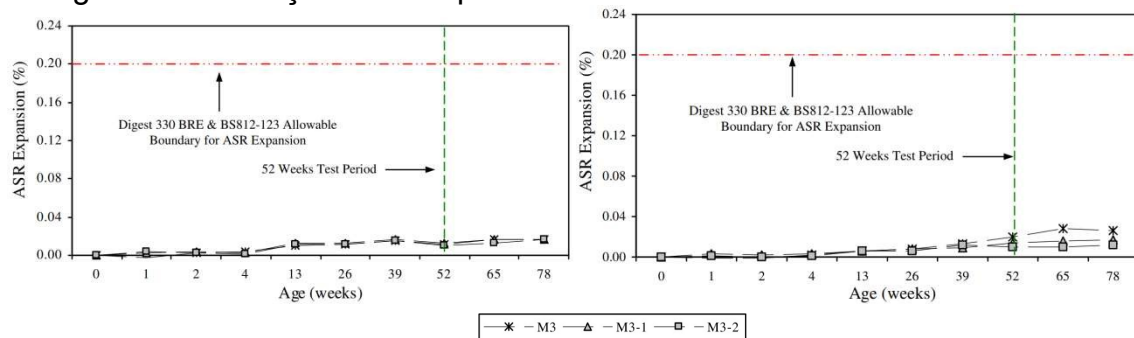 0.24
0.20
0.16
0.12
0.08
0.04
0.00
ASR Expansion (%)
Digest 330 BRE & BS812-123 Allowable
Boundary for ASR Expansion
52 Weeks Test Period
0 1 2 4 13 26 39 52 65 78
Age (weeks)
0.24
0.20
0.16
0.12
0.08
0.04
0.00
ASR Expansion (%)
Digest 330 BRE & BS812-123 Allowable
Boundary for ASR Expansion
52 Weeks Test Period
0 1 2 4 13 26 39 52 65 78
Age (weeks)
M3 M3-1 M3-2